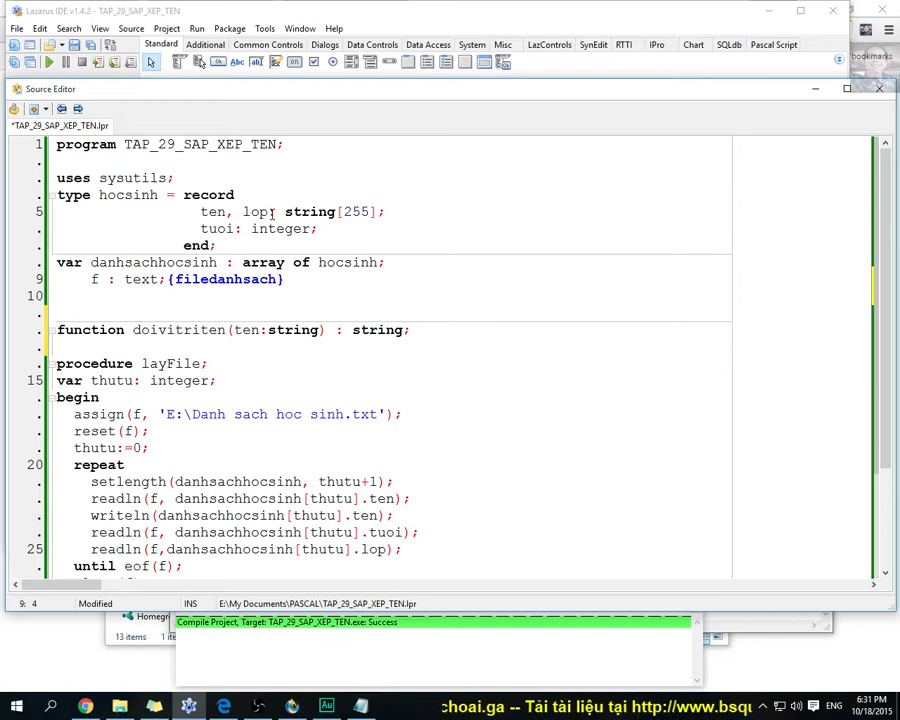 Lazarus IDE v1.4.2 - TAP_29_SAP_XEP_TEN
File Edit Search View Source Project Run Package Tools Window Help
Standard Additional Common Controls Dialogs Data Controls Data Access System Misc LazControls SynEdit RTTI IPro Chart SQLdb Pascal Script
bookmarks
Source Editor
*TAP_29_SAP_XEP_TEN.lpr
1 program TAP_29_SAP_XEP_TEN;
uses sysutils;
type hocsinh = record
5 ten, lop: string[255];
tuoi: integer;
end;
var danhsachhocsinh : array of hocsinh;
9 f : text;{filedanhsach}
10
function doivitriten(ten:string) : string;
procedure layFile;
15 var thutu: integer;
begin
assign(f, 'E:\Danh sach hoc sinh.txt');
reset(f);
thutu:=0;
20 repeat
setlength(danhsachhocsinh, thutu+1);
readln(f, danhsachhocsinh[thutu].ten);
writeln(danhsachhocsinh[thutu].ten);
readln(f, danhsachhocsinh[thutu].tuoi);
25 readln(f,danhsachhocsinh[thutu].lop);
until eof(f);
9: 4 Modified INS E:\My Documents\PASCAL\TAP_29_SAP_XEP_TEN.lpr
Homegr
Compile Project, Target: TAP_29_SAP_XEP_TEN.exe: Success
13 items
choai.ga -- Tải tài liệu tại http://www.bsqu
ENG
6:31 PM
10/18/2015